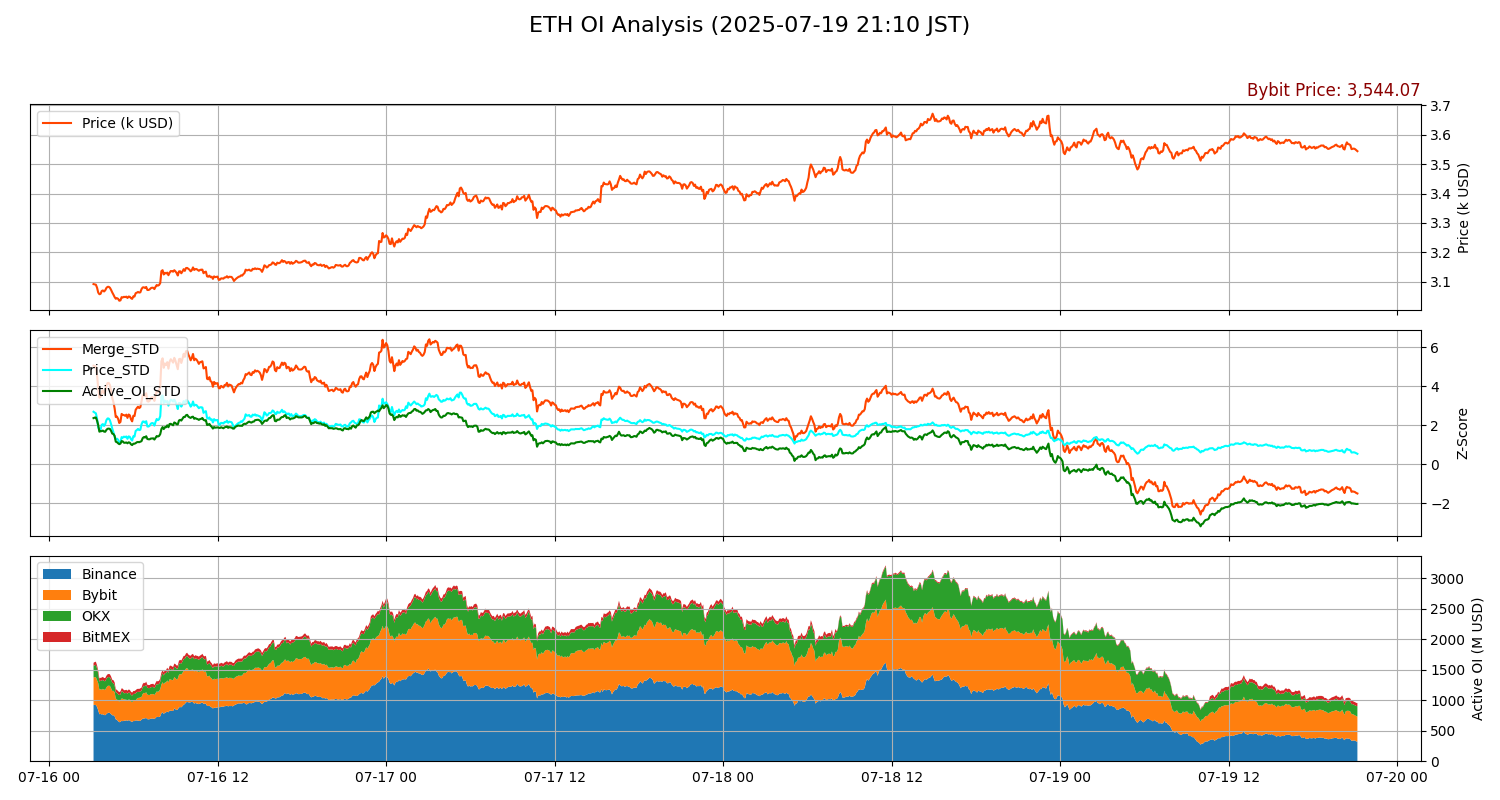 ETH OI Analysis (2025-07-19 21:10 JST)
Bybit Price: 3,544.07
Price (k USD)
3.7
3.6
3.5
3.4
3.3
3.2
3.1
Price (k USD)
Merge_STD
Price_STD
Active_OI_STD
6
4
2
0
−2
Z-Score
Binance
Bybit
OKX
BitMEX
3000
2500
2000
1500
1000
500
0
Active OI (M USD)
07-16 00
07-16 12
07-17 00
07-17 12
07-18 00
07-18 12
07-19 00
07-19 12
07-20 00